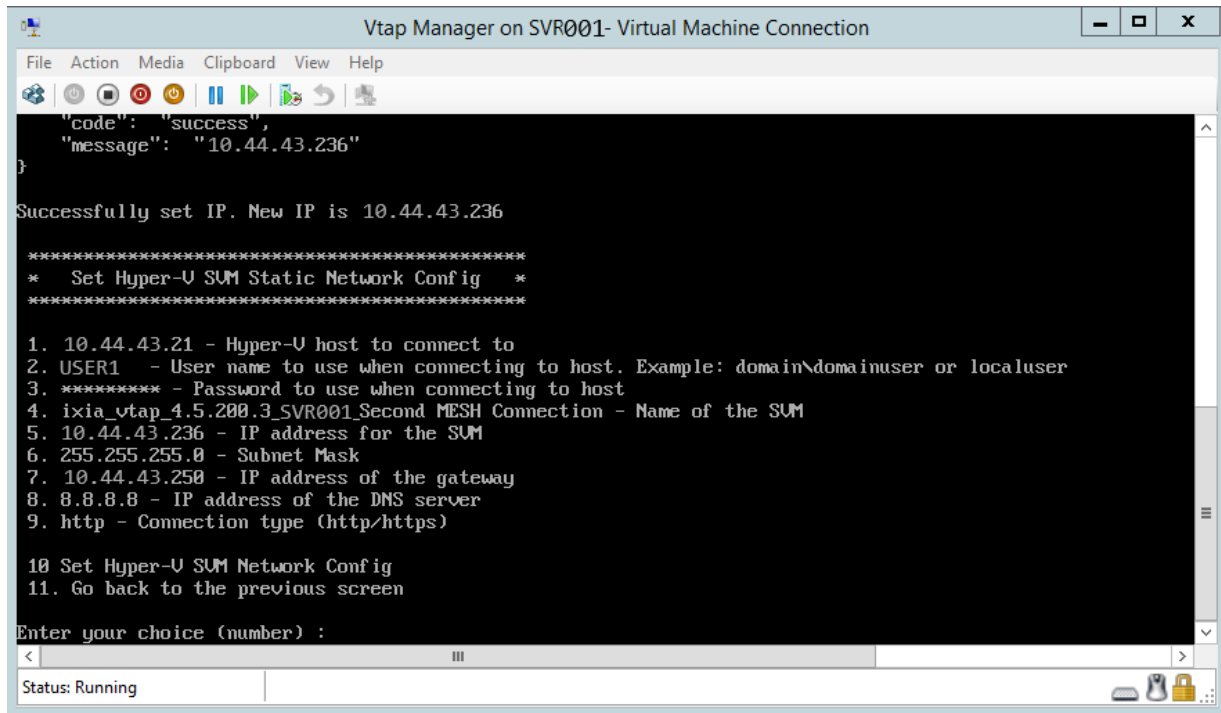 Vtap Manager on SVR001- Virtual Machine Connection
File Action Media Clipboard View Help
"code": "success",
"message": "10.44.43.236"
}
Successfully set IP. New IP is 10.44.43.236
********************************************
* Set Hyper-V SVM Static Network Config *
********************************************
1. 10.44.43.21 - Hyper-V host to connect to
2. USER1 - User name to use when connecting to host. Example: domain\domainuser or localuser
3. ********* - Password to use when connecting to host
4. ixia_vtap_4.5.200.3_SVR001_Second MESH Connection - Name of the SVM
5. 10.44.43.236 - IP address for the SVM
6. 255.255.255.0 - Subnet Mask
7. 10.44.43.250 - IP address of the gateway
8. 8.8.8.8 - IP address of the DNS server
9. http - Connection type (http/https)
10 Set Hyper-V SVM Network Config
11. Go back to the previous screen
Enter your choice (number) :
Status: Running